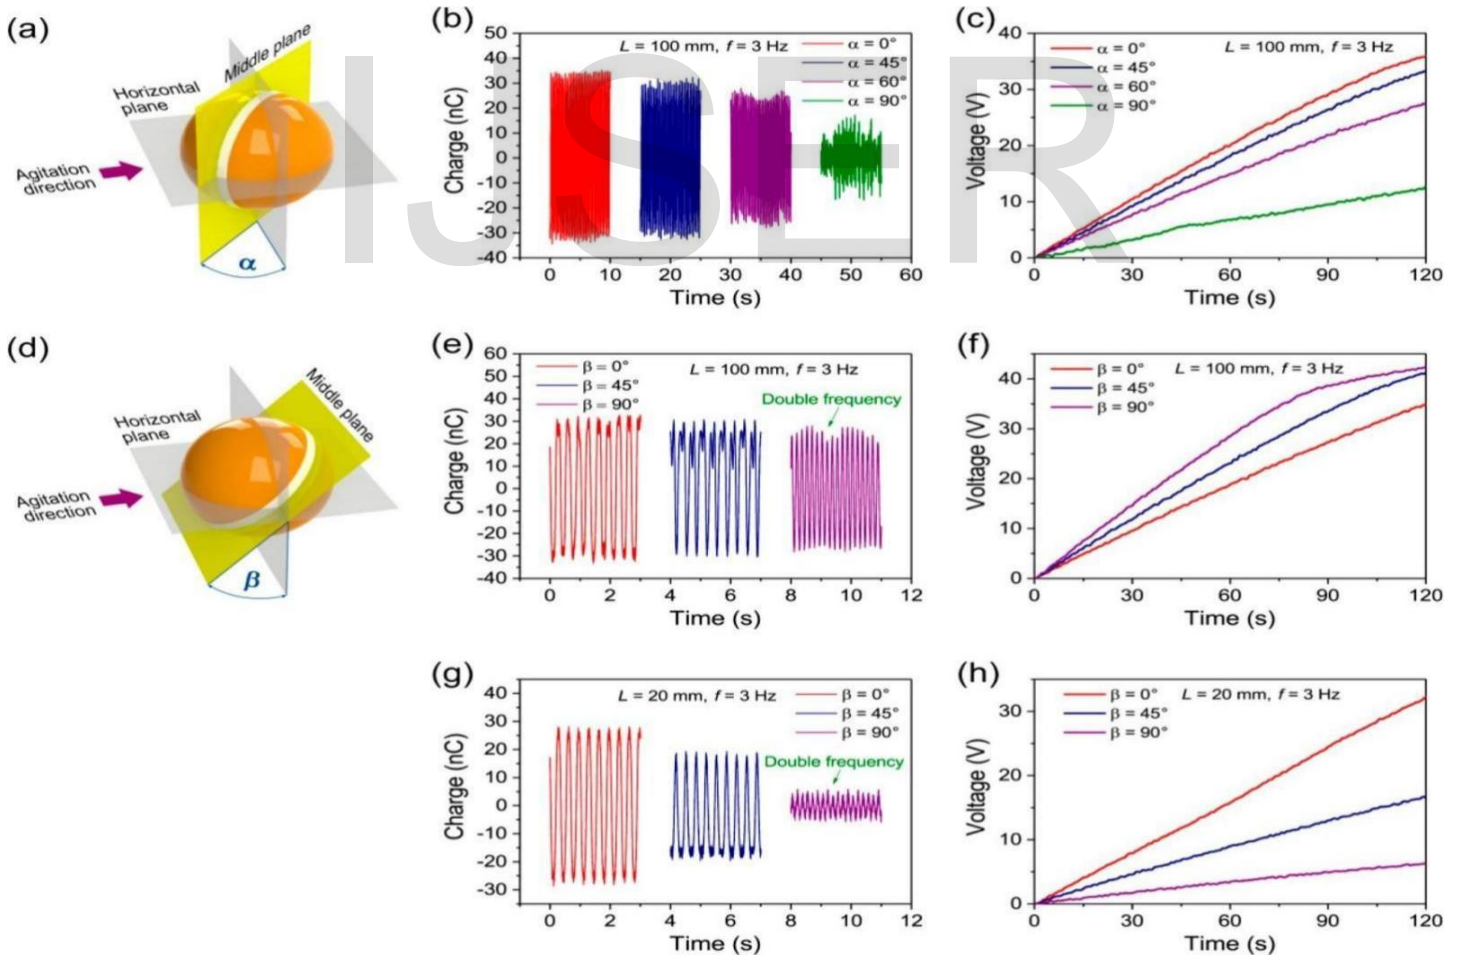 (a)
Middle plane
Horizontal
plane
Agitation
direction
α
(b)
50
40
30
20
10
0
-10
-20
-30
-40
Charge (nC)
L = 100 mm, f = 3 Hz
α = 0°
α = 45°
α = 60°
α = 90°
0 10 20 30 40 50 60
Time (s)
(c)
40
30
20
10
0
Voltage (V)
α = 0°
α = 45°
α = 60°
α = 90°
L = 100 mm, f = 3 Hz
0 30 60 90 120
Time (s)
IJSER
(d)
Middle plane
Horizontal
plane
Agitation
direction
β
(e)
60
50
40
30
20
10
0
-10
-20
-30
-40
Charge (nC)
β = 0°
β = 45°
β = 90°
L = 100 mm, f = 3 Hz
Double frequency
0 2 4 6 8 10 12
Time (s)
(f)
40
30
20
10
0
Voltage (V)
β = 0°
β = 45°
β = 90°
L = 100 mm, f = 3 Hz
0 30 60 90 120
Time (s)
(g)
40
30
20
10
0
-10
-20
-30
Charge (nC)
L = 20 mm, f = 3 Hz
β = 0°
β = 45°
β = 90°
Double frequency
0 2 4 6 8 10 12
Time (s)
(h)
30
20
10
0
Voltage (V)
β = 0°
β = 45°
β = 90°
L = 20 mm, f = 3 Hz
0 30 60 90 120
Time (s)